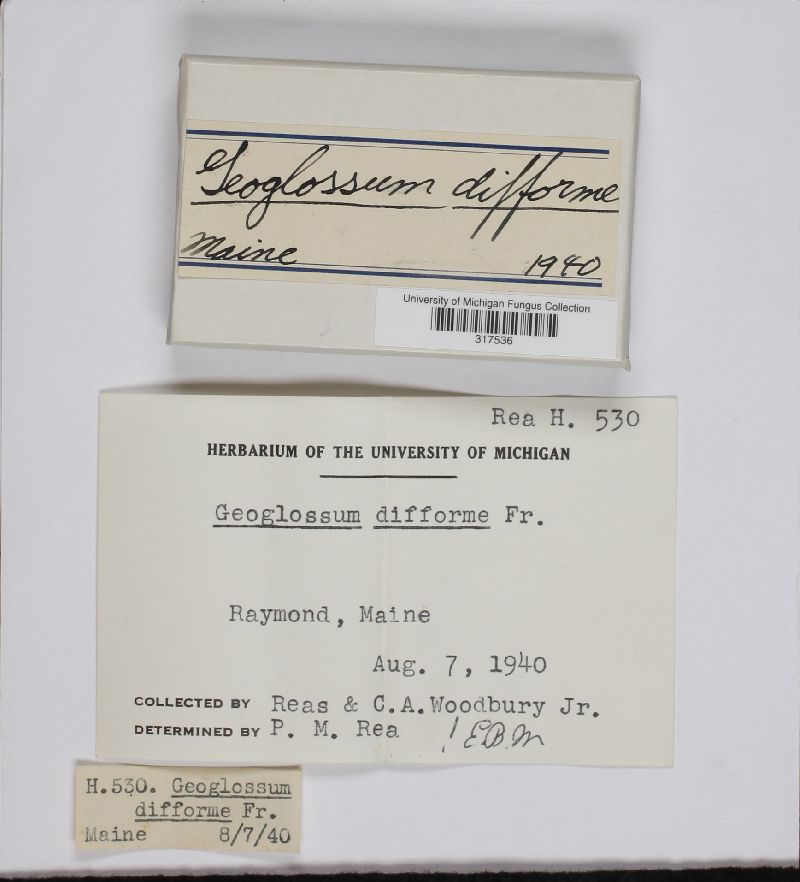 Geoglossum difforme
Maine 1940
University of Michigan Fungus Collection
317536
Rea H. 530
HERBARIUM OF THE UNIVERSITY OF MICHIGAN
Geoglossum difforme Fr.
Raymond, Maine
Aug. 7, 1940
COLLECTED BY Reas & C.A.Woodbury Jr.
DETERMINED BY P. M. Rea ! EBM
H.530. Geoglossum
difforme Fr.
Maine 8/7/40